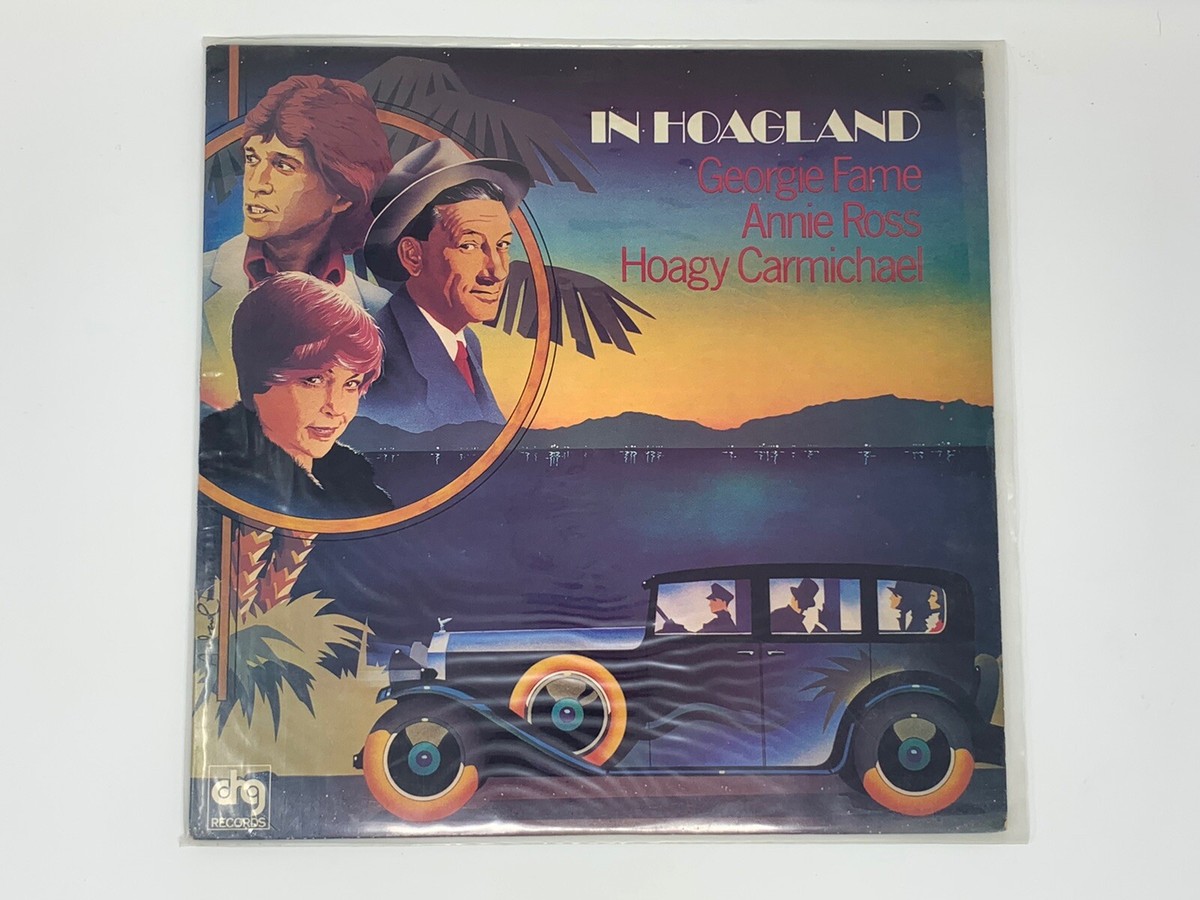 IN HOAGLAND
Georgie Fame
Annie Ross
Hoagy Carmichael
drg
RECORDS